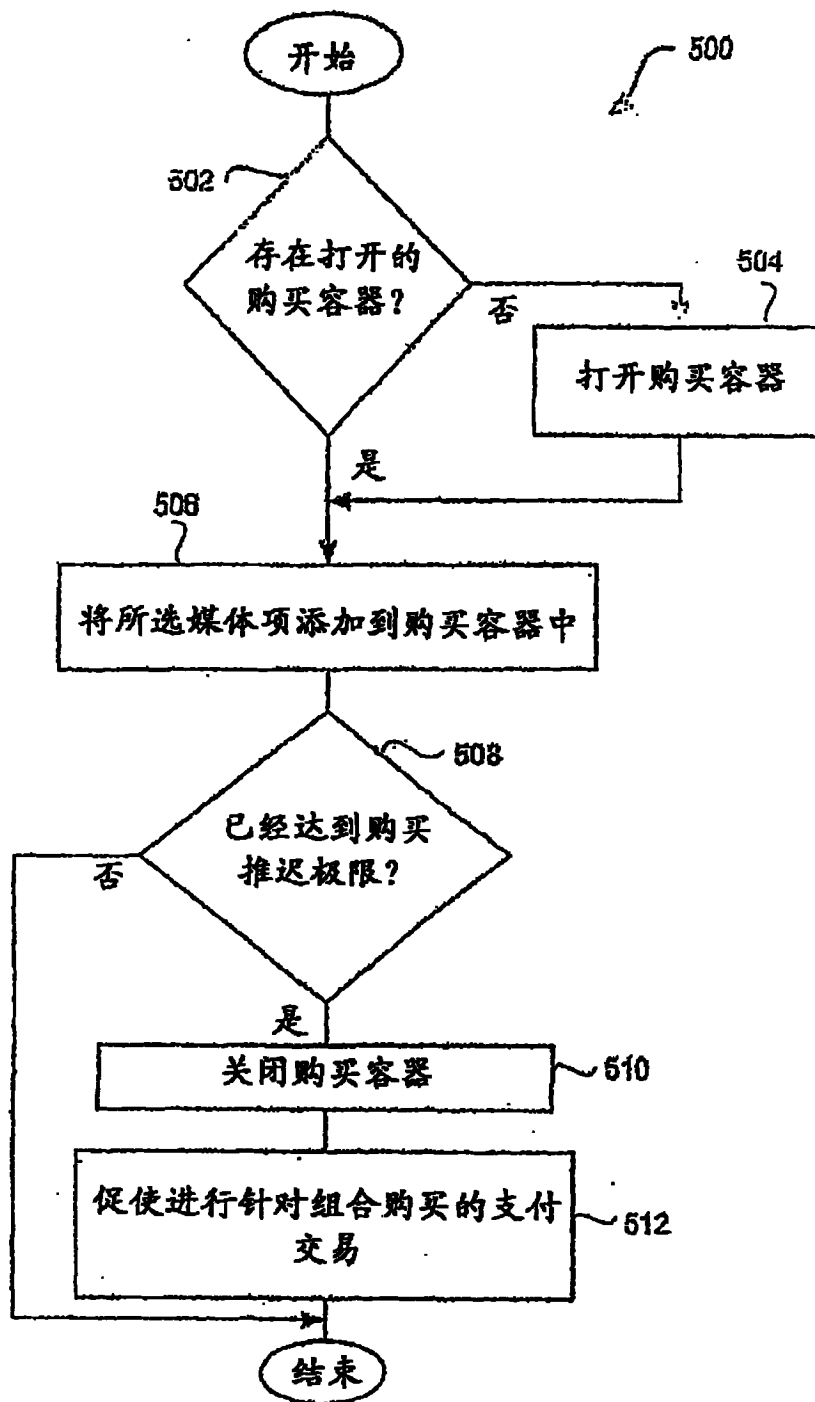 开始
500
502
存在打开的
购买容器?
否
504
打开购买容器
是
506
将所选媒体项添加到购买容器中
508
已经达到购买
推迟极限?
否
是
关闭购买容器
510
促使进行针对组合购买的支付
交易
512
结束